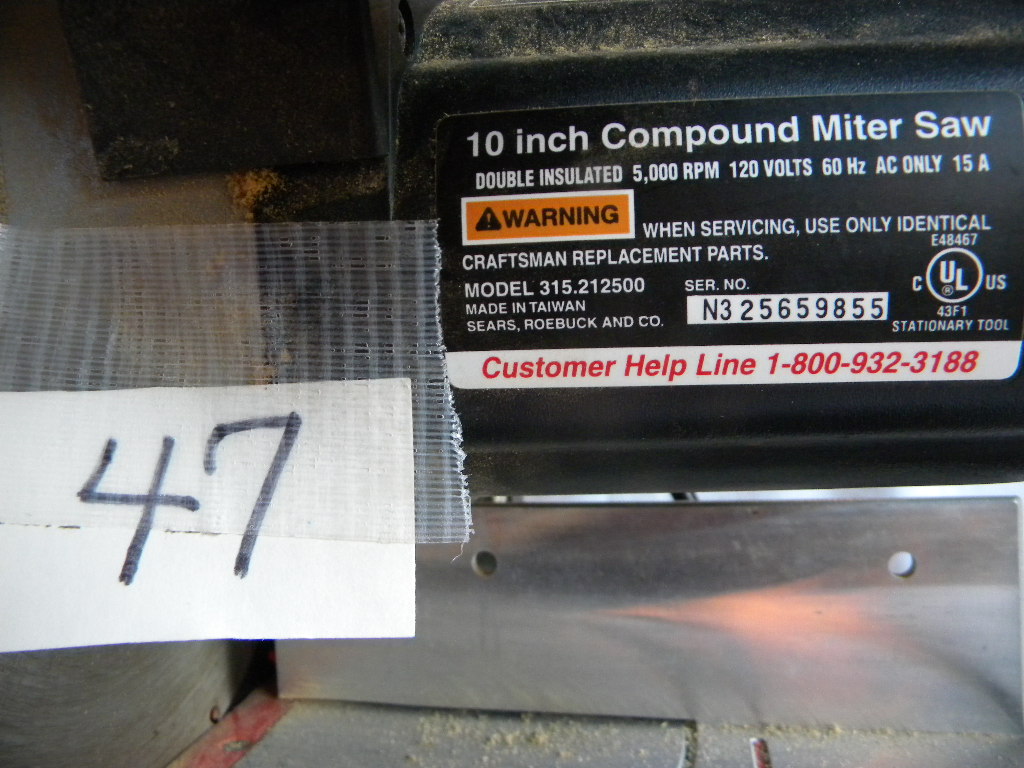 10 inch Compound Miter Saw
DOUBLE INSULATED 5,000 RPM 120 VOLTS 60 Hz AC ONLY 15 A
WARNING WHEN SERVICING, USE ONLY IDENTICAL
CRAFTSMAN REPLACEMENT PARTS.
MODEL 315.212500
MADE IN TAIWAN
SEARS, ROEBUCK AND CO.
SER. NO.
N325659855
E48467
C UL ® US
43F1
STATIONARY TOOL
Customer Help Line 1-800-932-3188
47